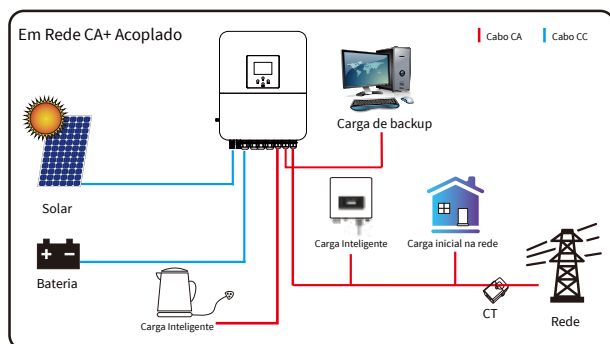 Em Rede CA+ Acoplado
Cabo CA
Cabo CC
Carga de backup
Solar
Carga Inteligente
Carga inicial na rede
Bateria
Carga Inteligente
CT
Rede